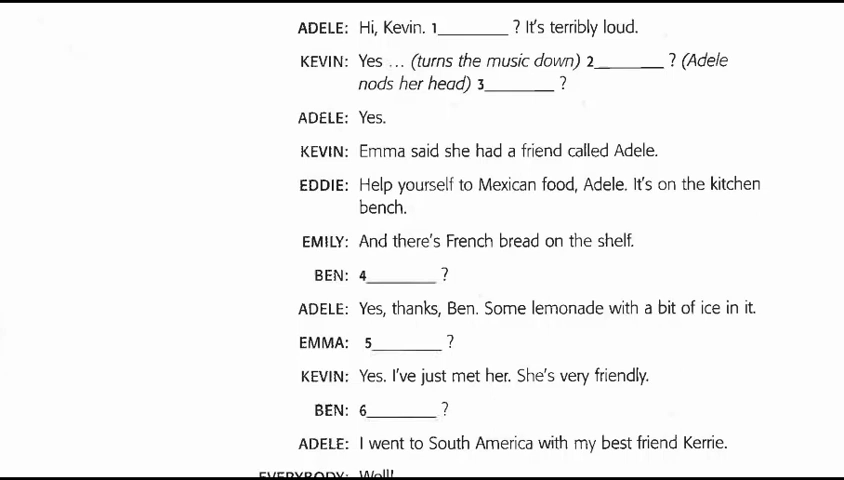 ADELE: Hi, Kevin. 1________ ? It's terribly loud.
KEVIN: Yes ... (turns the music down) 2________ ? (Adele
nods her head) 3________ ?
ADELE: Yes.
KEVIN: Emma said she had a friend called Adele.
EDDIE: Help yourself to Mexican food, Adele. It's on the kitchen
bench.
EMILY: And there's French bread on the shelf.
BEN: 4________ ?
ADELE: Yes, thanks, Ben. Some lemonade with a bit of ice in it.
EMMA: 5________ ?
KEVIN: Yes. I've just met her. She's very friendly.
BEN: 6________ ?
ADELE: I went to South America with my best friend Kerrie.
EVERYBODY: Well!